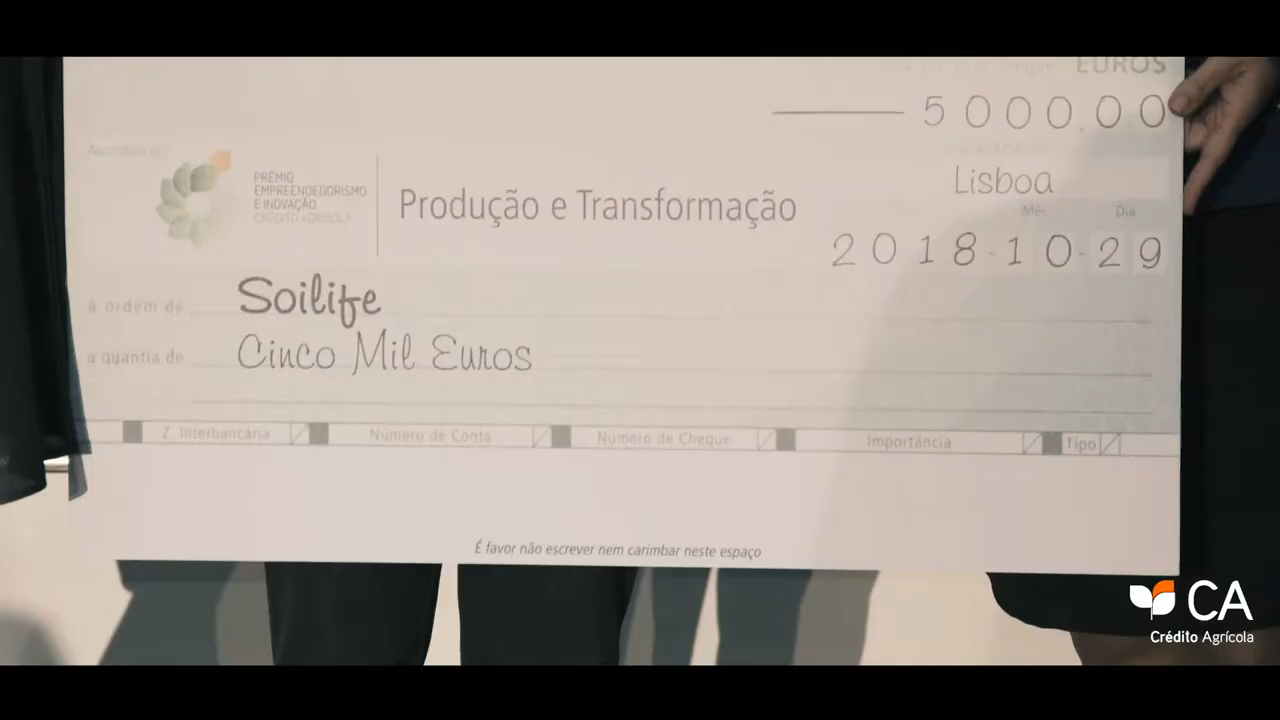 EUROS
5000,00
Assinatura
PRÉMIO
EMPREENDEDORISMO
E INOVAÇÃO
CRÉDITO AGRÍCOLA
Produção e Transformação
Lisboa
Mês Dia
2018-10-29
à ordem de Soilife
a quantia de Cinco Mil Euros
Z. Interbancária Número de Conta Número de Cheque Importância Tipo
É favor não escrever nem carimbar neste espaço
CA
Crédito Agrícola